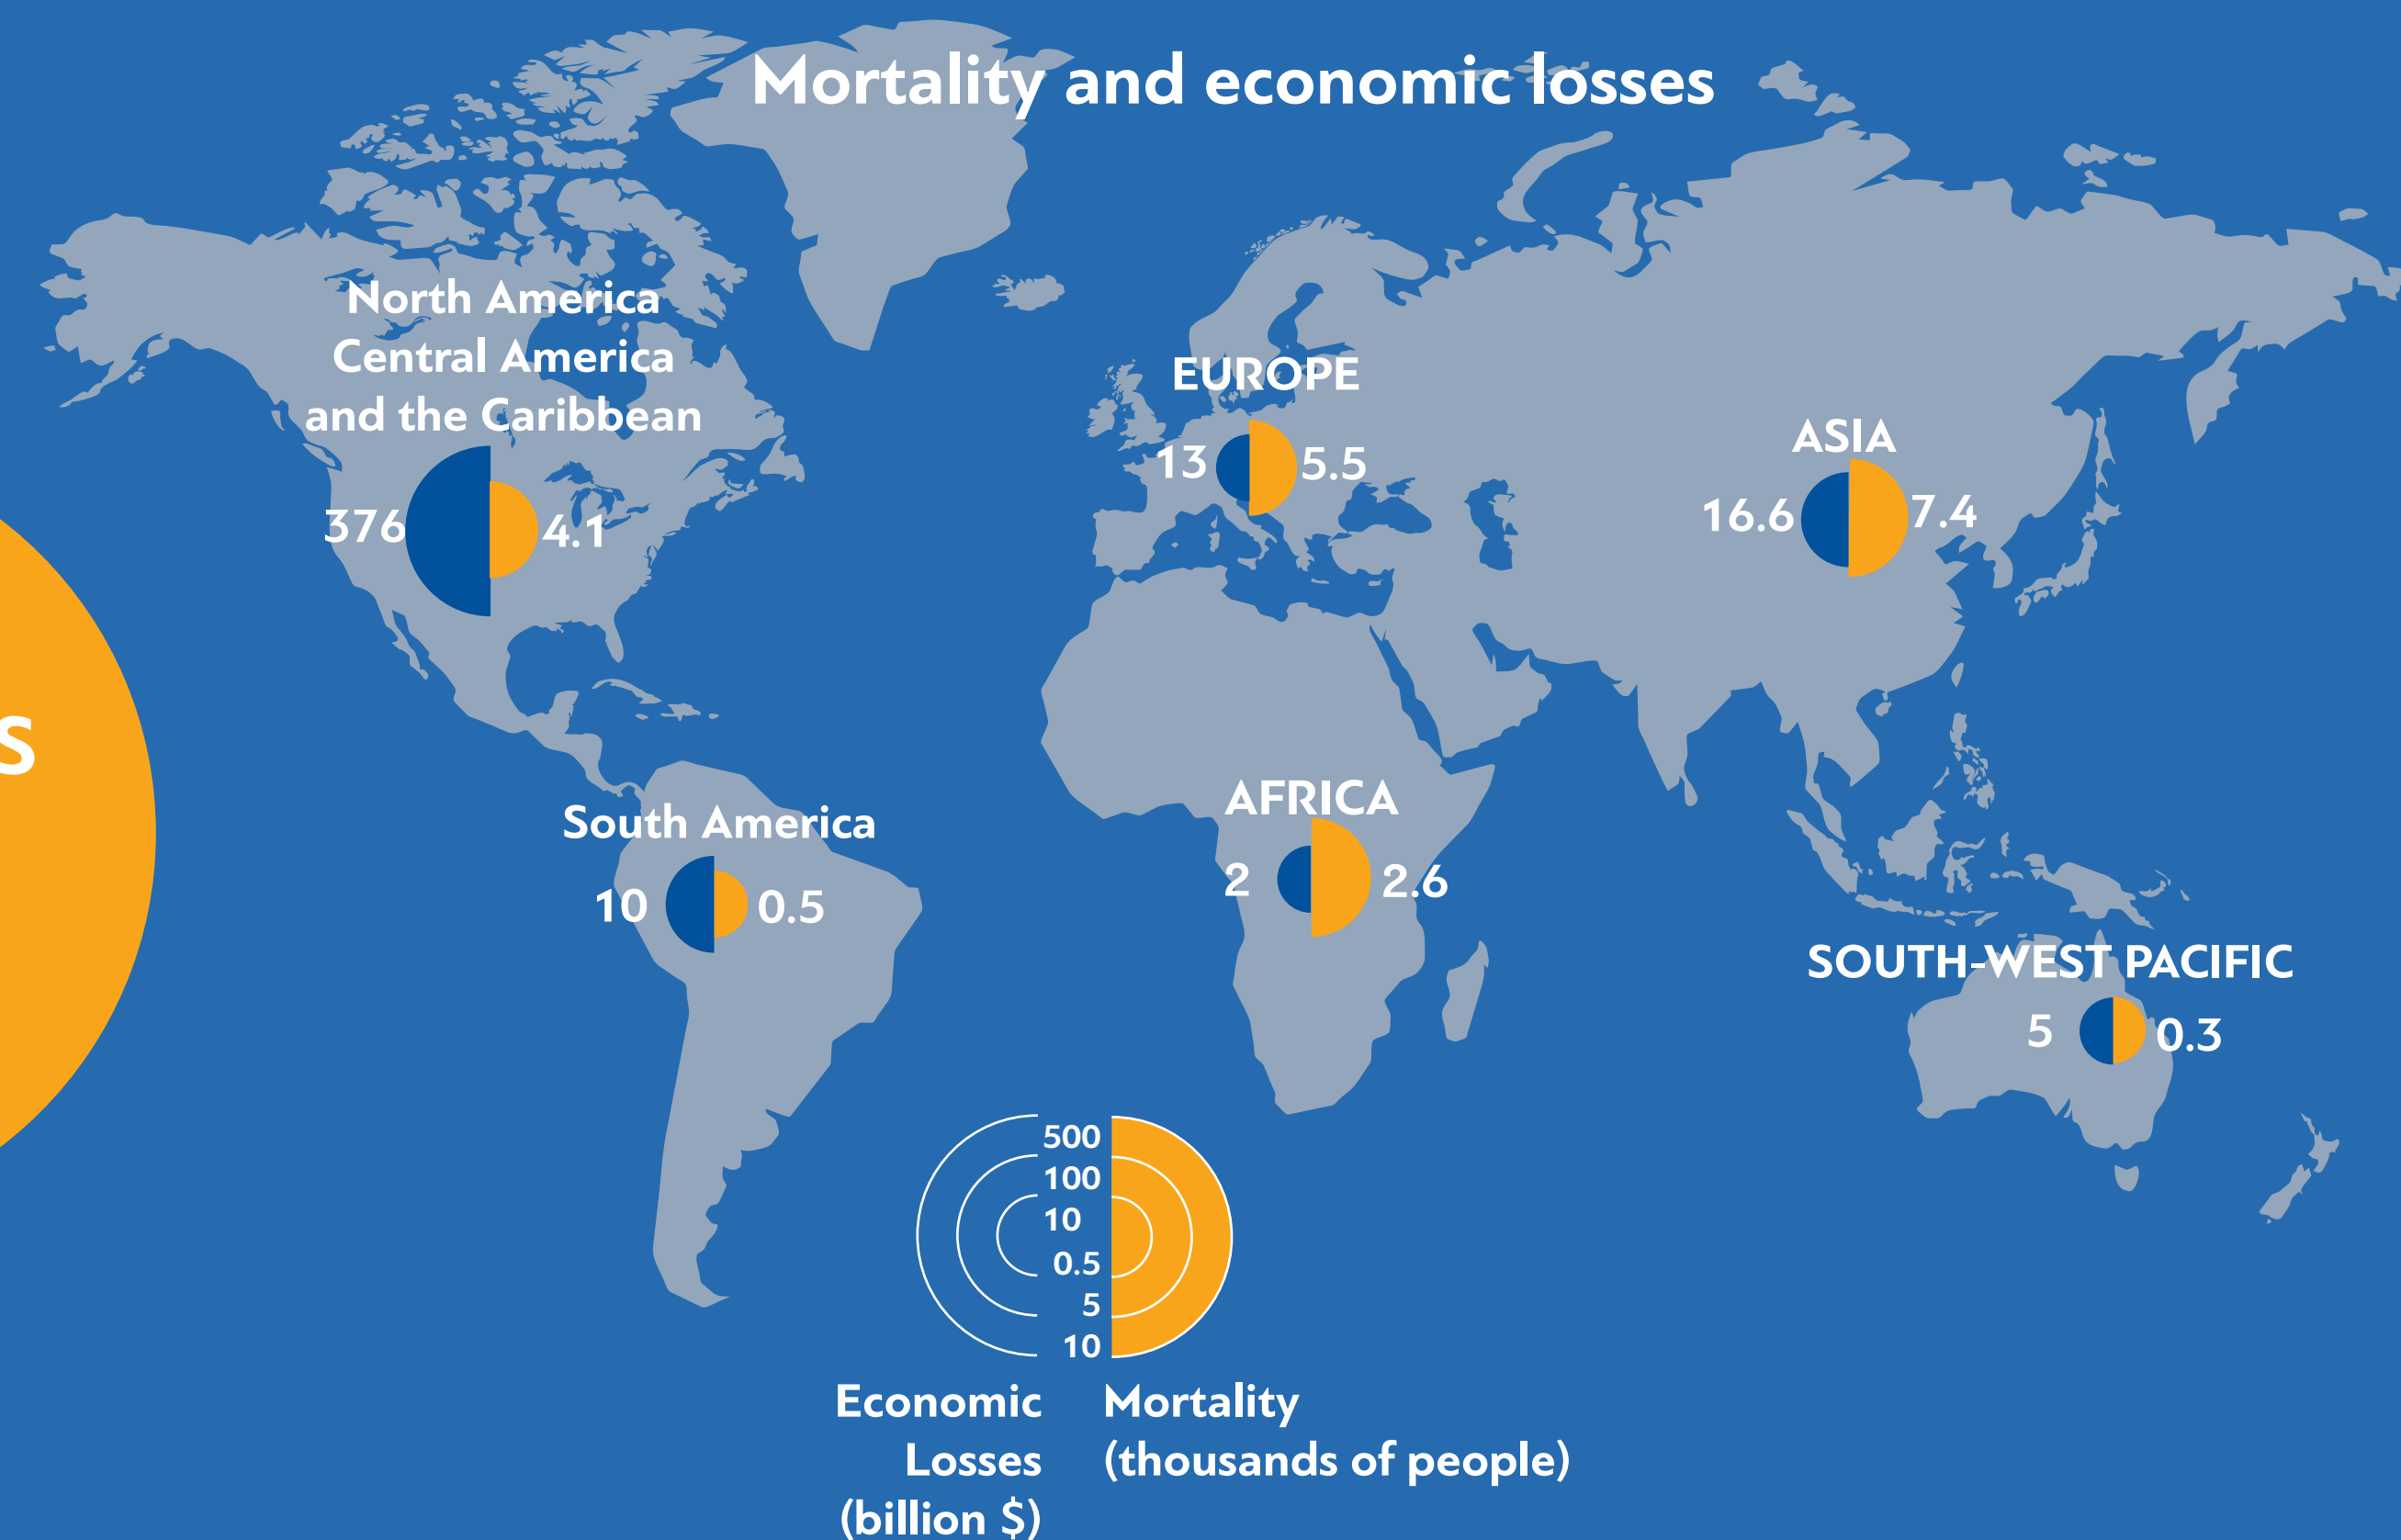 Mortality and economic losses
North America
Central America
and the Caribbean
376
4.1
EUROPE
13
5.5
ASIA
16.6
7.4
S
South America
10
0.5
AFRICA
2
2.6
SOUTH-WEST PACIFIC
5
0.3
500
100
10
0.5
5
10
Economic
Losses
(billion $)
Mortality
(thousands of people)